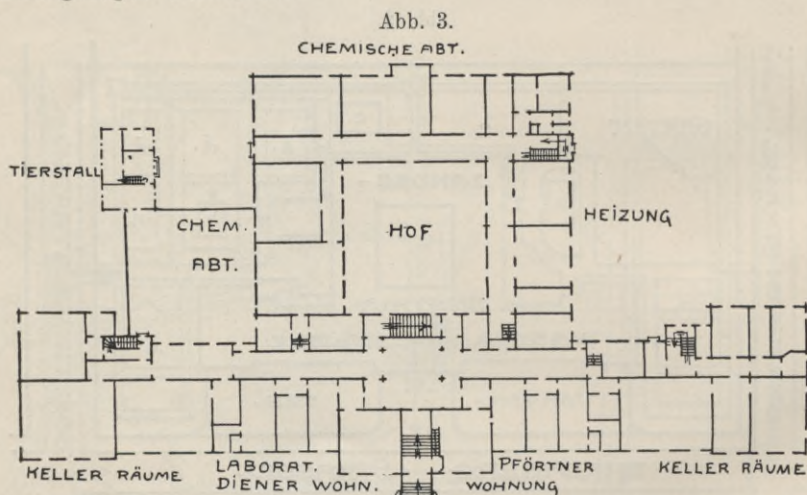 Abb. 3.
CHEMISCHE ABT.
TIERSTALL
CHEM.
ABT.
HOF
HEIZUNG
KELLER RÄUME
LABORAT.
DIENER WOHN.
PFÖRTNER
WOHNUNG
KELLER RÄUME